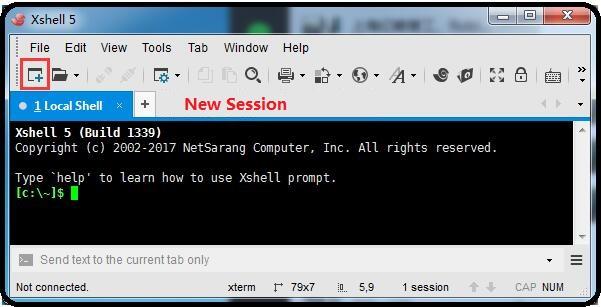 Xshell 5
File Edit View Tools Tab Window Help
1 Local Shell
New Session
Xshell 5 (Build 1339)
Copyright (c) 2002-2017 NetSarang Computer, Inc. All rights reserved.
Type `help' to learn how to use Xshell prompt.
[c:\~]$
Send text to the current tab only
Not connected. xterm 79x7 5,9 1 session CAP NUM